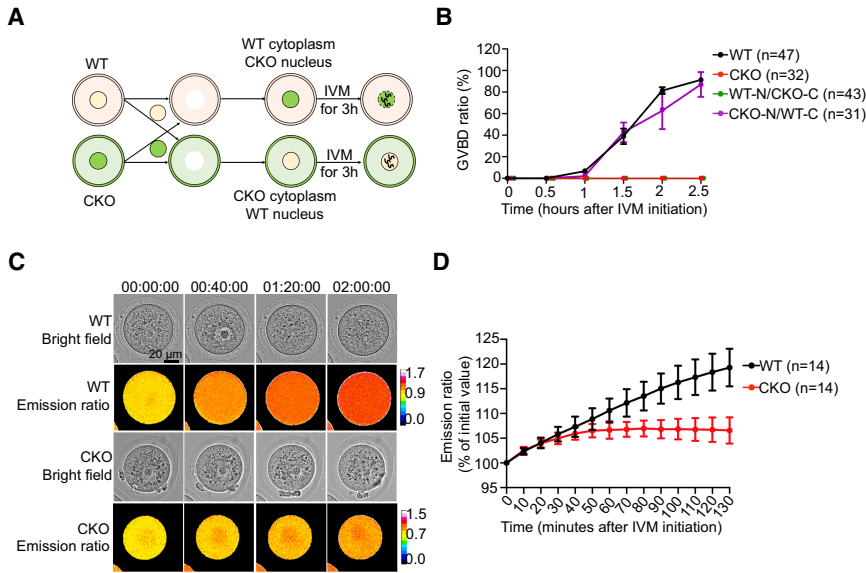 A
WT
CKO
WT cytoplasm
CKO nucleus
IVM
for 3h
IVM
for 3h
CKO cytoplasm
WT nucleus
B
GVBD ratio (%)
120
100
80
60
40
20
0
0 0.5 1 1.5 2 2.5
Time (hours after IVM initiation)
WT (n=47)
CKO (n=32)
WT-N/CKO-C (n=43)
CKO-N/WT-C (n=31)
C
00:00:00 00:40:00 01:20:00 02:00:00
WT
Bright field
20 µm
WT
Emission ratio
1.7
1.3
0.9
0.0
CKO
Bright field
CKO
Emission ratio
1.5
1.2
0.8
0.0
D
Emission ratio
(% of initial value)
125
120
115
110
105
100
95
0 10 20 30 40 50 60 70 80 90 100 110 120 130
Time (minutes after IVM initiation)
WT (n=14)
CKO (n=14)